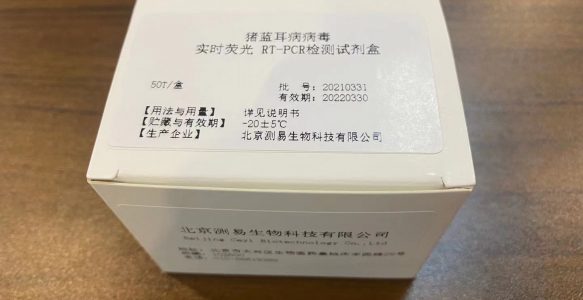 猪蓝耳病病毒
实时荧光 RT-PCR检测试剂盒
50T/盒
批 号：20210331
有效期：20220330
【用法与用量】 详见说明书
【贮藏与有效期】 -20±5℃
【生产企业】 北京测易生物科技有限公司
北京测易生物科技有限公司
Beijing Ceyi Biotechnology Co.,Ltd